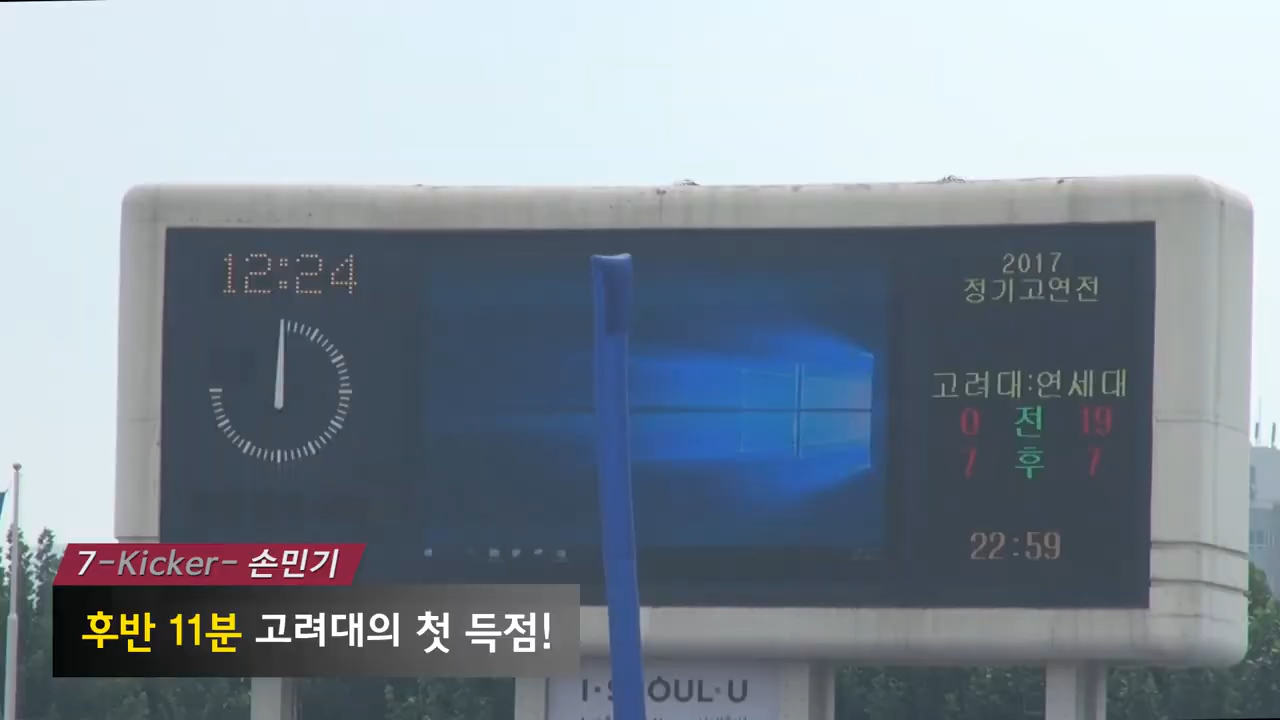 12:24
2017
정기고연전
고려대:연세대
0 전 19
7 후 7
22:59
7-Kicker- 손민기
후반 11분 고려대의 첫 득점!
I·SEOUL·U